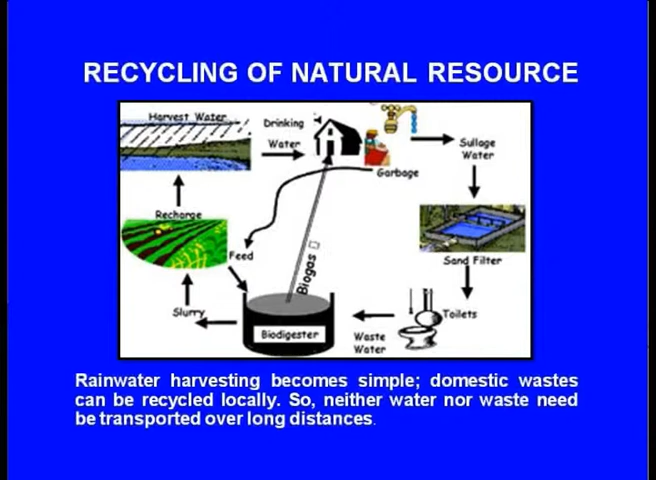 RECYCLING OF NATURAL RESOURCE
Harvest Water
Drinking
Water
Sullage
Water
Garbage
Recharge
Feed
Biogas
Sand Filter
Slurry
Biodigester
Toilets
Waste
Water
Rainwater harvesting becomes simple; domestic wastes
can be recycled locally. So, neither water nor waste need
be transported over long distances.